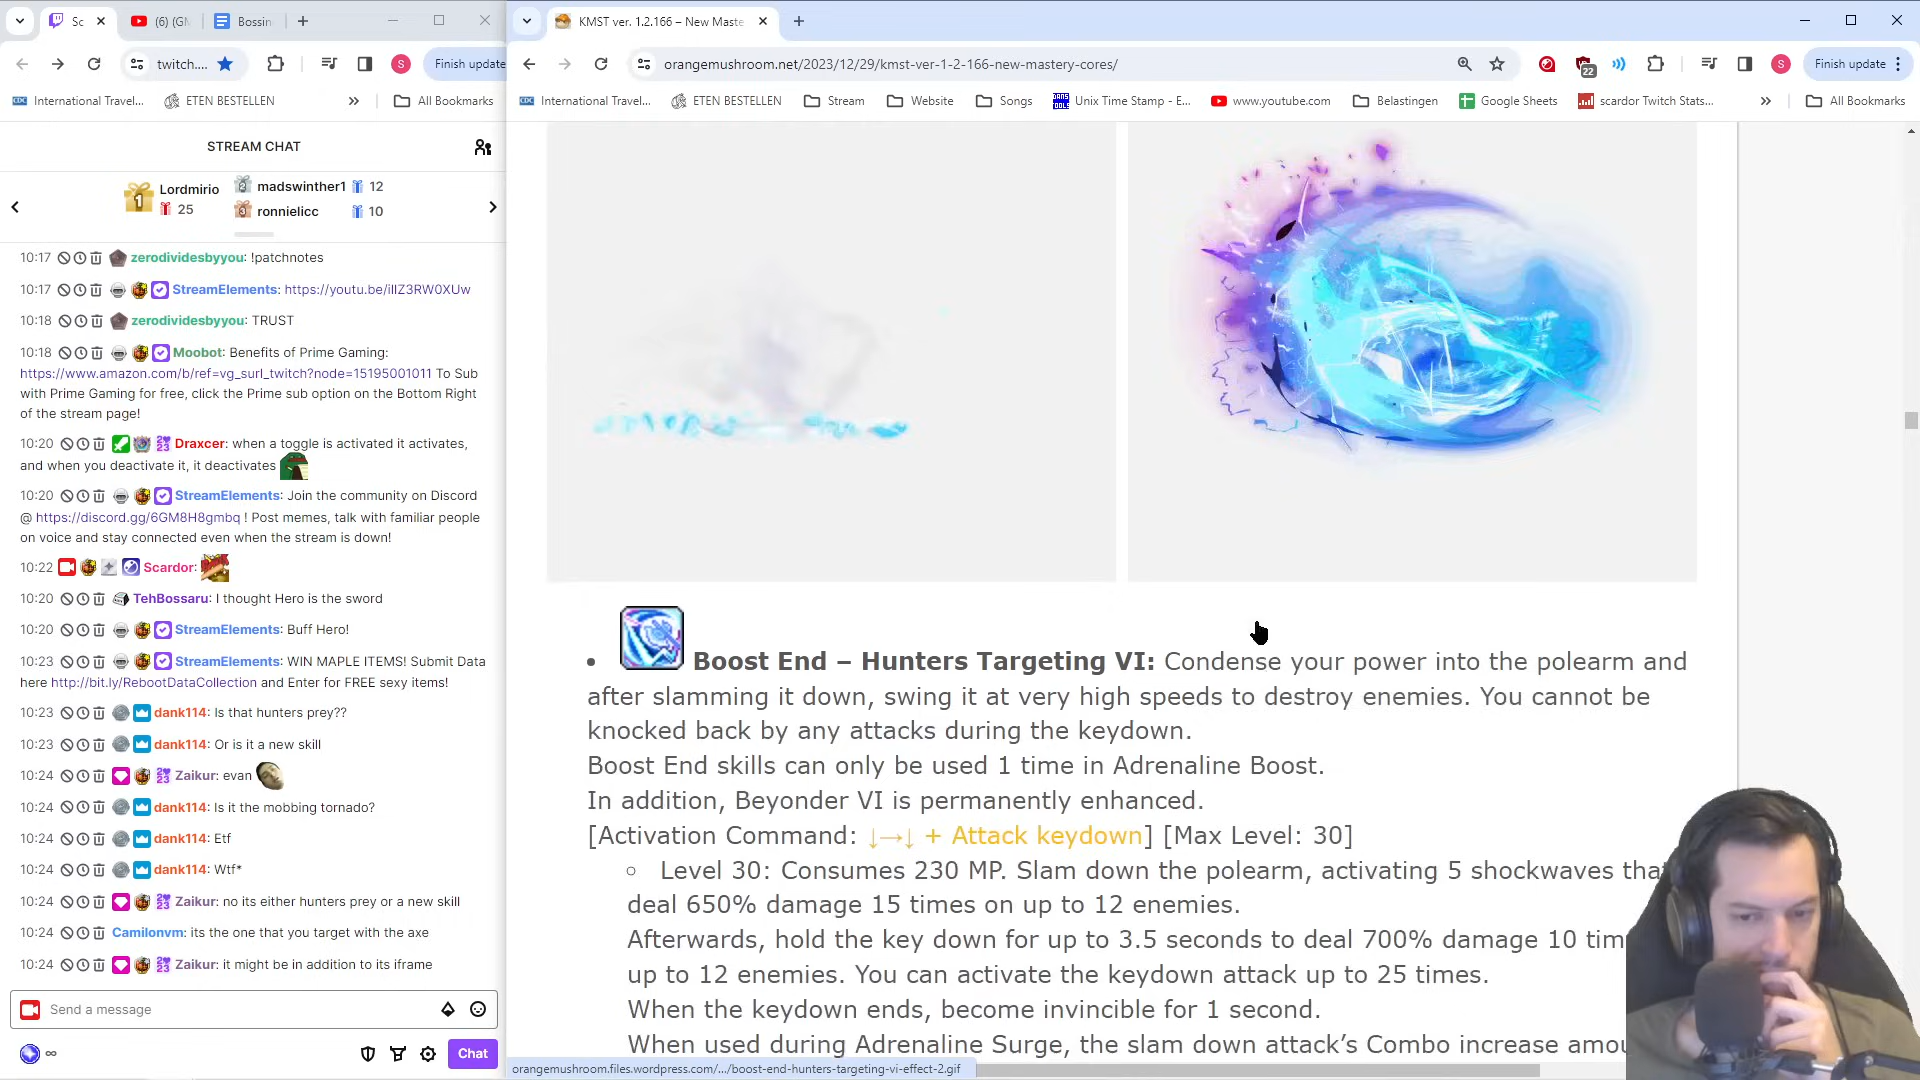 Sc
(6) (GM
Bossin
KMST ver. 1.2.166 – New Maste
twitch....
Finish update
orangemushroom.net/2023/12/29/kmst-ver-1-2-166-new-mastery-cores/
22
S
Finish update
International Travel...
ETEN BESTELLEN
All Bookmarks
International Travel...
ETEN BESTELLEN
Stream
Website
Songs
Unix Time Stamp - E...
www.youtube.com
Belastingen
Google Sheets
scardor Twitch Stats...
All Bookmarks
STREAM CHAT
1
Lordmirio
25
2
madswinther1
12
3
ronnielicc
10
10:17 zerodividesbyyou: !patchnotes
10:17 StreamElements: https://youtu.be/illZ3RW0XUw
10:18 zerodividesbyyou: TRUST
10:18 Moobot: Benefits of Prime Gaming:
https://www.amazon.com/b/ref=vg_surl_twitch?node=15195001011 To Sub
with Prime Gaming for free, click the Prime sub option on the Bottom Right
of the stream page!
10:20 Draxcer: when a toggle is activated it activates,
and when you deactivate it, it deactivates
10:20 StreamElements: Join the community on Discord
@ https://discord.gg/6GM8H8gmbq ! Post memes, talk with familiar people
on voice and stay connected even when the stream is down!
10:22 Scardor:
10:20 TehBossaru: I thought Hero is the sword
10:20 StreamElements: Buff Hero!
10:23 StreamElements: WIN MAPLE ITEMS! Submit Data
here http://bit.ly/RebootDataCollection and Enter for FREE sexy items!
10:23 dank114: Is that hunters prey??
10:23 dank114: Or is it a new skill
10:24 Zaikur: evan
10:24 dank114: Is it the mobbing tornado?
10:24 dank114: Etf
10:24 dank114: Wtf*
10:24 Zaikur: no its either hunters prey or a new skill
10:24 Camilonvm: its the one that you target with the axe
10:24 Zaikur: it might be in addition to its iframe
Send a message
∞
Chat
• Boost End – Hunters Targeting VI: Condense your power into the polearm and
after slamming it down, swing it at very high speeds to destroy enemies. You cannot be
knocked back by any attacks during the keydown.
Boost End skills can only be used 1 time in Adrenaline Boost.
In addition, Beyonder VI is permanently enhanced.
[Activation Command: ↓→↓ + Attack keydown] [Max Level: 30]
○ Level 30: Consumes 230 MP. Slam down the polearm, activating 5 shockwaves tha
deal 650% damage 15 times on up to 12 enemies.
Afterwards, hold the key down for up to 3.5 seconds to deal 700% damage 10 tim
up to 12 enemies. You can activate the keydown attack up to 25 times.
When the keydown ends, become invincible for 1 second.
When used during Adrenaline Surge, the slam down attack’s Combo increase amou
orangemushroom.files.wordpress.com/.../boost-end-hunters-targeting-vi-effect-2.gif